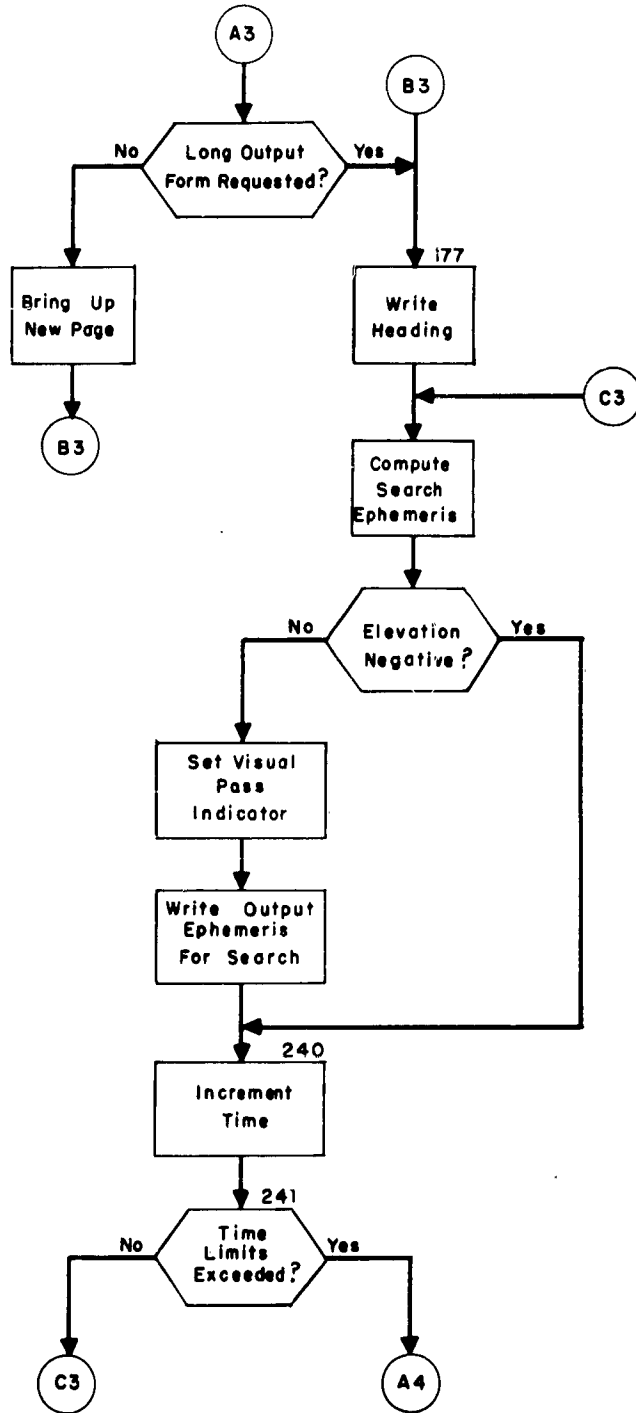 A3
B3
No
Long Output
Form Requested?
Yes
177
Bring Up
New Page
Write
Heading
B3
C3
Compute
Search
Ephemeris
No
Elevation
Negative?
Yes
Set Visual
Pass
Indicator
Write Output
Ephemeris
For Search
240
Increment
Time
241
No
Time
Limits
Exceeded?
Yes
C3
A4